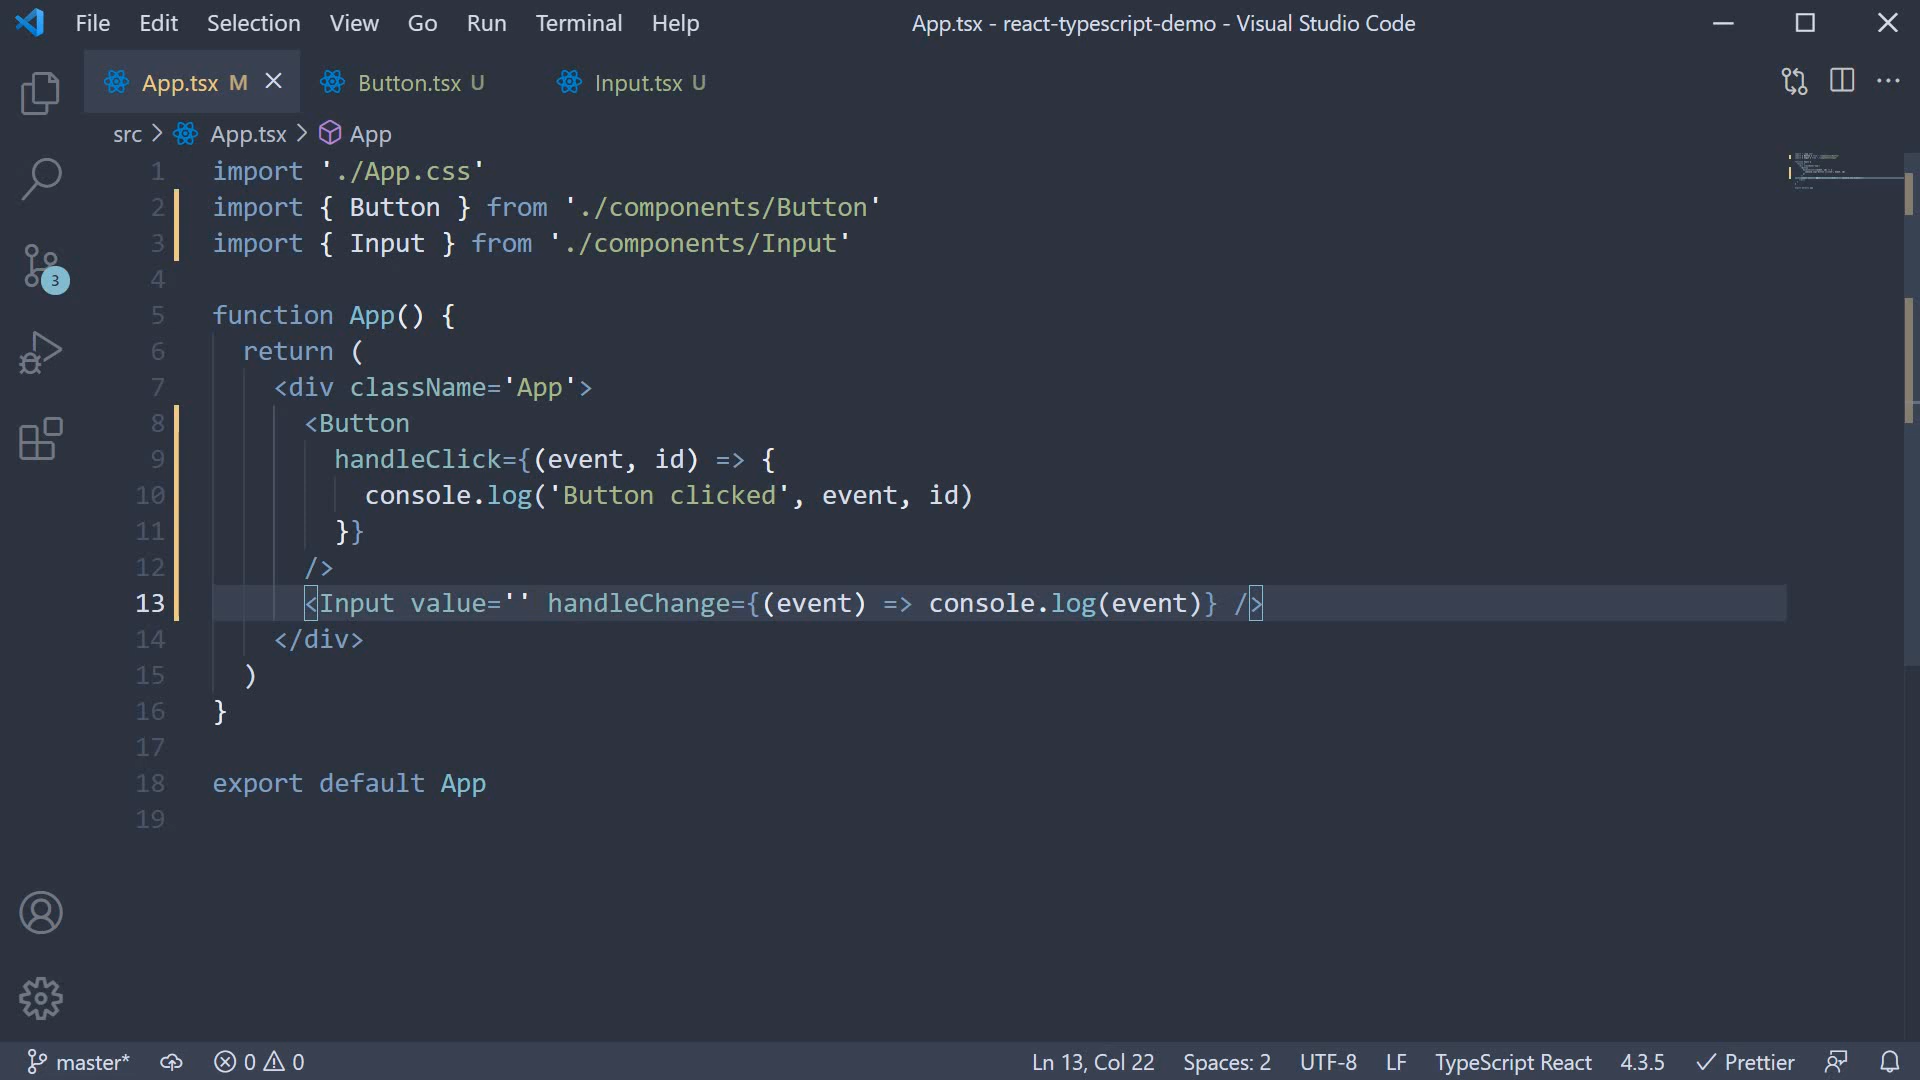 File Edit Selection View Go Run Terminal Help App.tsx - react-typescript-demo - Visual Studio Code
App.tsx M Button.tsx U Input.tsx U
src > App.tsx > App
1 import './App.css'
2 import { Button } from './components/Button'
3 import { Input } from './components/Input'
4
5 function App() {
6 return (
7 <div className='App'>
8 <Button
9 handleClick={(event, id) => {
10 console.log('Button clicked', event, id)
11 }}
12 />
13 <Input value='' handleChange={(event) => console.log(event)} />
14 </div>
15 )
16 }
17
18 export default App
19
3
master* 0 0 Ln 13, Col 22 Spaces: 2 UTF-8 LF TypeScript React 4.3.5 Prettier